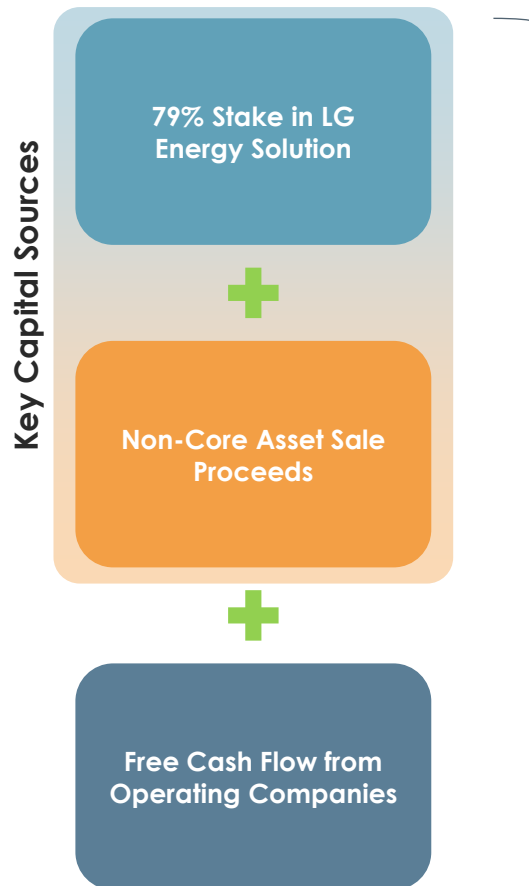 Key Capital Sources
79% Stake in LG
Energy Solution
Non-Core Asset Sale
Proceeds
Free Cash Flow from
Operating Companies